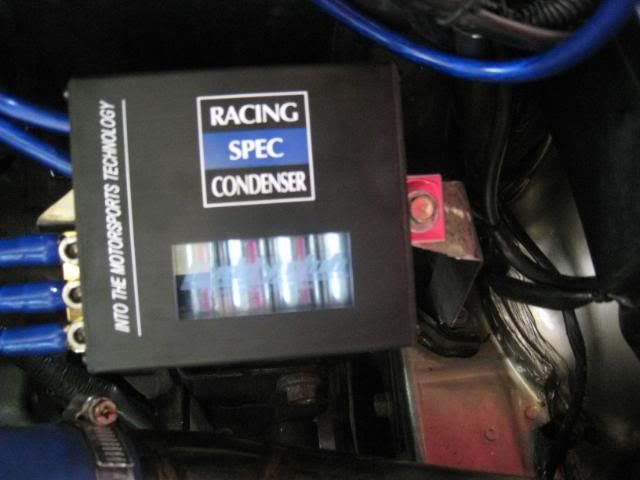 RACING
SPEC
CONDENSER
INTO THE MOTORSPORTS TECHNOLOGY